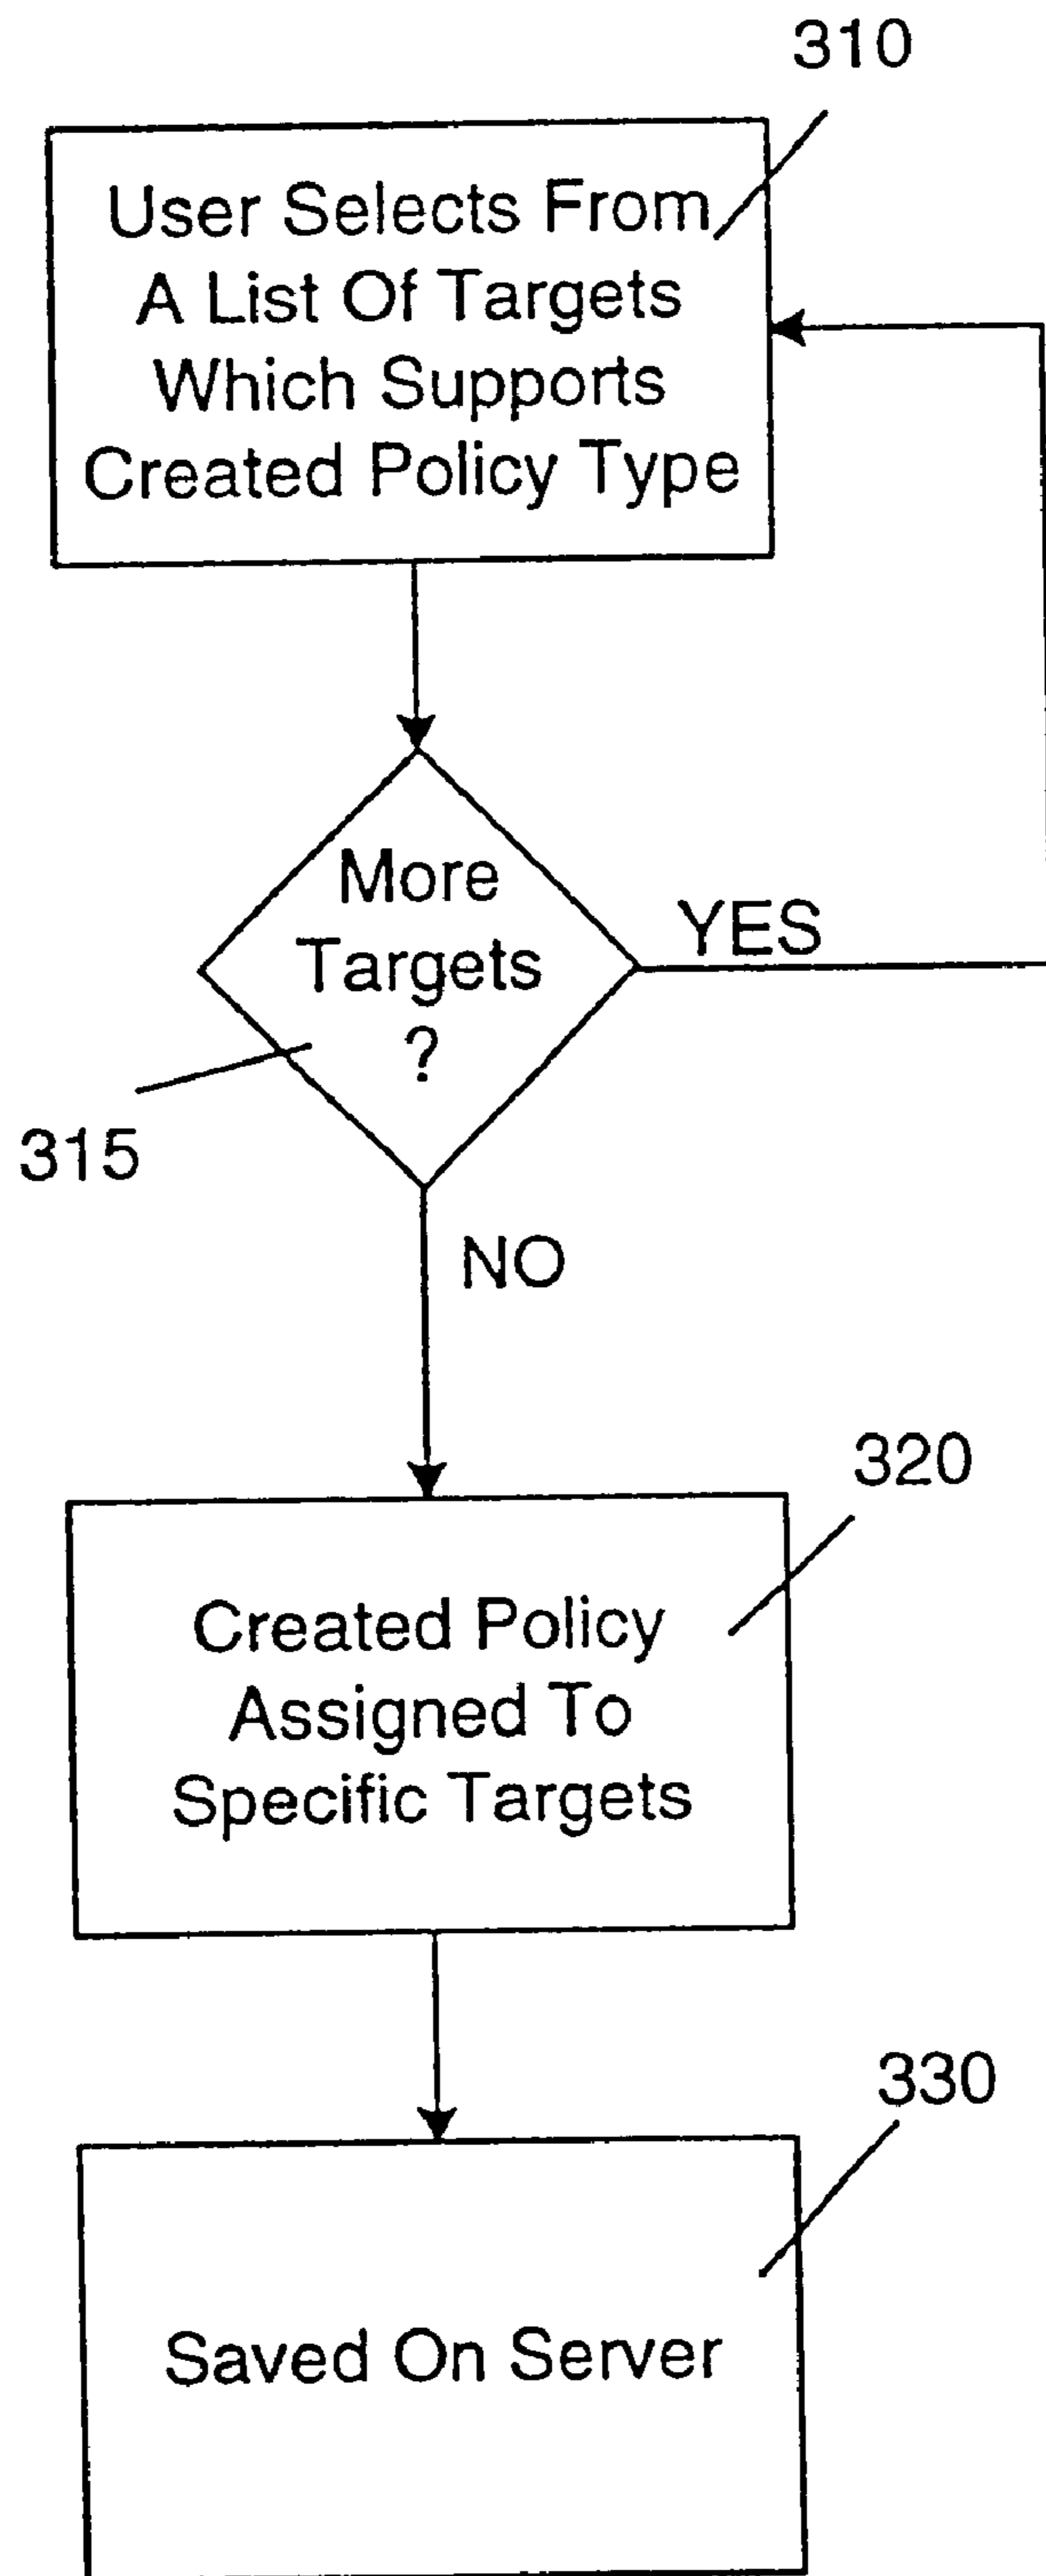 310
User Selects From
A List Of Targets
Which Supports
Created Policy Type
More
Targets
?
YES
315
NO
320
Created Policy
Assigned To
Specific Targets
330
Saved On Server